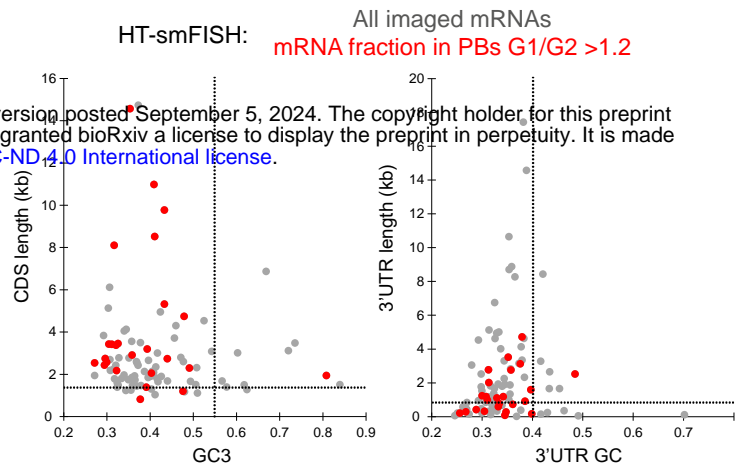 All imaged mRNAs
HT-smFISH:
mRNA fraction in PBs G1/G2 >1.2
version posted September 5, 2024. The copyright holder for this preprint
granted bioRxiv a license to display the preprint in perpetuity. It is made
C-ND 4.0 International license.
CDS length (kb)
16
14
12
10
8
6
4
2
0
0.2 0.3 0.4 0.5 0.6 0.7 0.8 0.9
GC3
3'UTR length (kb)
20
18
16
14
12
10
8
6
4
2
0
0.2 0.3 0.4 0.5 0.6 0.7
3'UTR GC